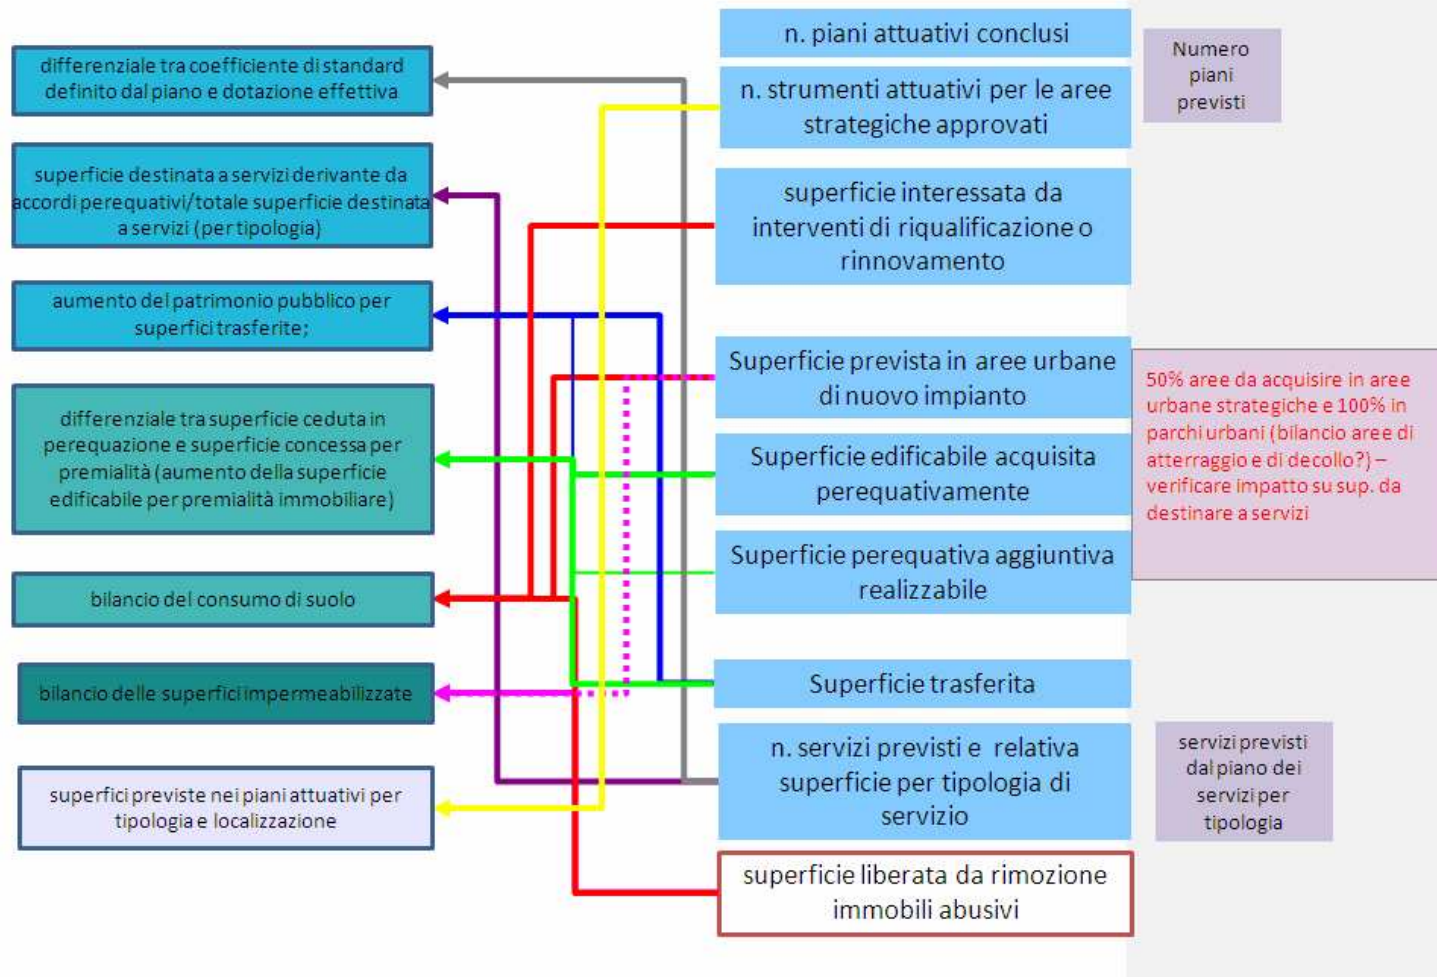 differenziale tra coefficiente di standard
definito dal piano e dotazione effettiva
superficie destinata a servizi derivante da
accordi perequativi/totale superficie destinata
a servizi (per tipologia)
aumento del patrimonio pubblico per
superfici trasferite;
differenziale tra superficie ceduta in
perequazione e superficie concessa per
premialità (aumento della superficie
edificabile per premialità immobiliare)
bilancio del consumo di suolo
bilancio delle superfici impermeabilizzate
superfici previste nei piani attuativi per
tipologia e localizzazione
n. piani attuativi conclusi
n. strumenti attuativi per le aree
strategiche approvati
superficie interessata da
interventi di riqualificazione o
rinnovamento
Superficie prevista in aree urbane
di nuovo impianto
Superficie edificabile acquisita
perequativamente
Superficie perequativa aggiuntiva
realizzabile
Superficie trasferita
n. servizi previsti e relativa
superficie per tipologia di
servizio
superficie liberata da rimozione
immobili abusivi
Numero
piani
previsti
50% aree da acquisire in aree
urbane strategiche e 100% in
parchi urbani (bilancio aree di
atterraggio e di decollo?) –
verificare impatto su sup. da
destinare a servizi
servizi previsti
dal piano dei
servizi per
tipologia